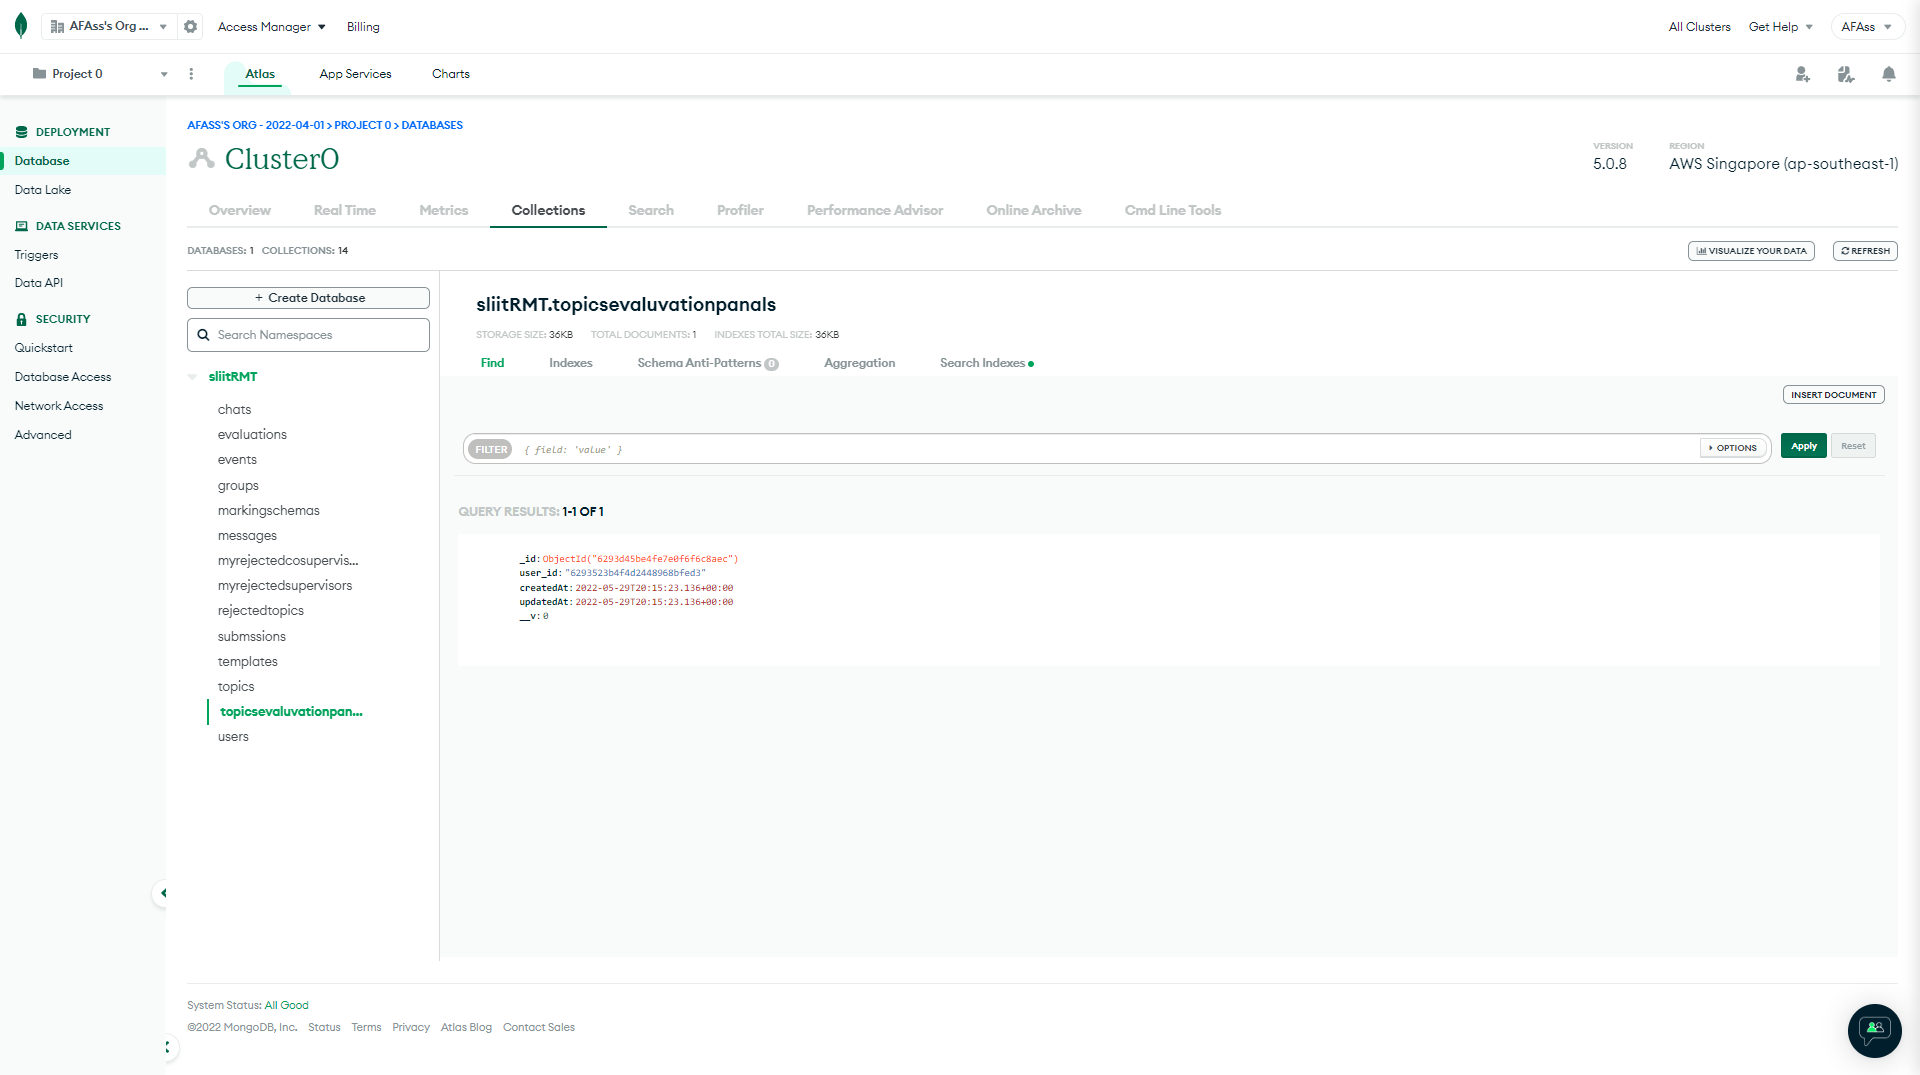 AFAss's Org ...
Access Manager
Billing
All Clusters
Get Help
AFAss
Project 0
Atlas
App Services
Charts
DEPLOYMENT
Database
Data Lake
DATA SERVICES
Triggers
Data API
SECURITY
Quickstart
Database Access
Network Access
Advanced
AFASS'S ORG - 2022-04-01 > PROJECT 0 > DATABASES
Cluster0
VERSION
5.0.8
REGION
AWS Singapore (ap-southeast-1)
Overview
Real Time
Metrics
Collections
Search
Profiler
Performance Advisor
Online Archive
Cmd Line Tools
DATABASES: 1 COLLECTIONS: 14
VISUALIZE YOUR DATA
REFRESH
+ Create Database
Search Namespaces
sliitRMT
chats
evaluations
events
groups
markingschemas
messages
myrejectedcosupervis...
myrejectedsupervisors
rejectedtopics
submssions
templates
topics
topicsevaluvationpan...
users
sliitRMT.topicsevaluvationpanals
STORAGE SIZE: 36KB TOTAL DOCUMENTS: 1 INDEXES TOTAL SIZE: 36KB
Find
Indexes
Schema Anti-Patterns 0
Aggregation
Search Indexes
INSERT DOCUMENT
FILTER
{ field: 'value' }
OPTIONS
Apply
Reset
QUERY RESULTS: 1-1 OF 1
_id: ObjectId("6293d45be4fe7e0f6f6c8aec")
user_id: "6293523b4f4d2448968bfed3"
createdAt: 2022-05-29T20:15:23.136+00:00
updatedAt: 2022-05-29T20:15:23.136+00:00
__v: 0
System Status: All Good
©2022 MongoDB, Inc. Status Terms Privacy Atlas Blog Contact Sales